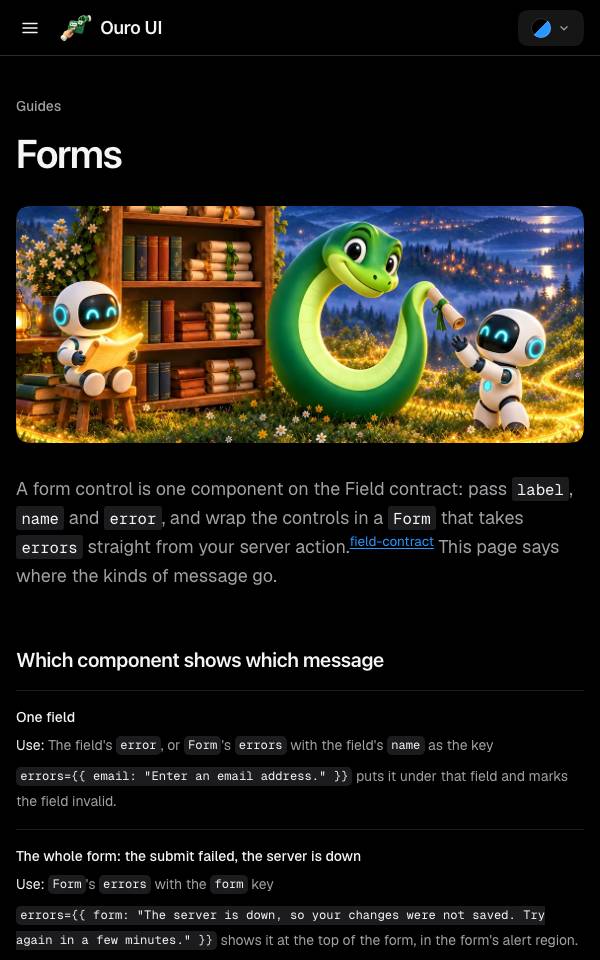 Ouro UI
Guides
Forms
A form control is one component on the Field contract: pass label,
name and error, and wrap the controls in a Form that takes
errors straight from your server action.field-contract This page says
where the kinds of message go.
Which component shows which message
One field
Use: The field's error, or Form's errors with the field's name as the key
errors={{ email: "Enter an email address." }} puts it under that field and marks
the field invalid.
The whole form: the submit failed, the server is down
Use: Form's errors with the form key
errors={{ form: "The server is down, so your changes were not saved. Try
again in a few minutes." }} shows it at the top of the form, in the form's alert region.